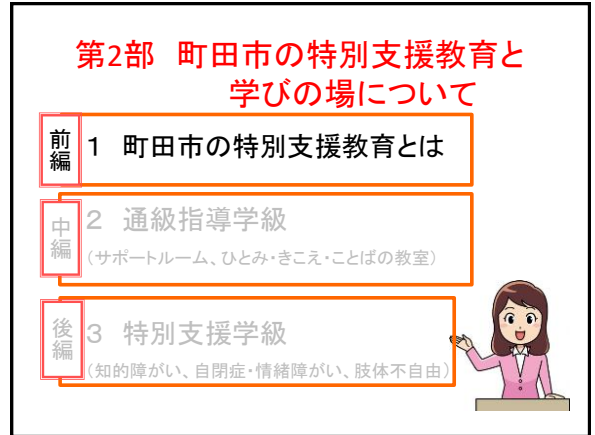 第2部 町田市の特別支援教育と
学びの場について
前編
1 町田市の特別支援教育とは
中編
2 通級指導学級
（サポートルーム、ひとみ・きこえ・ことばの教室）
後編
3 特別支援学級
（知的障がい、自閉症・情緒障がい、肢体不自由）